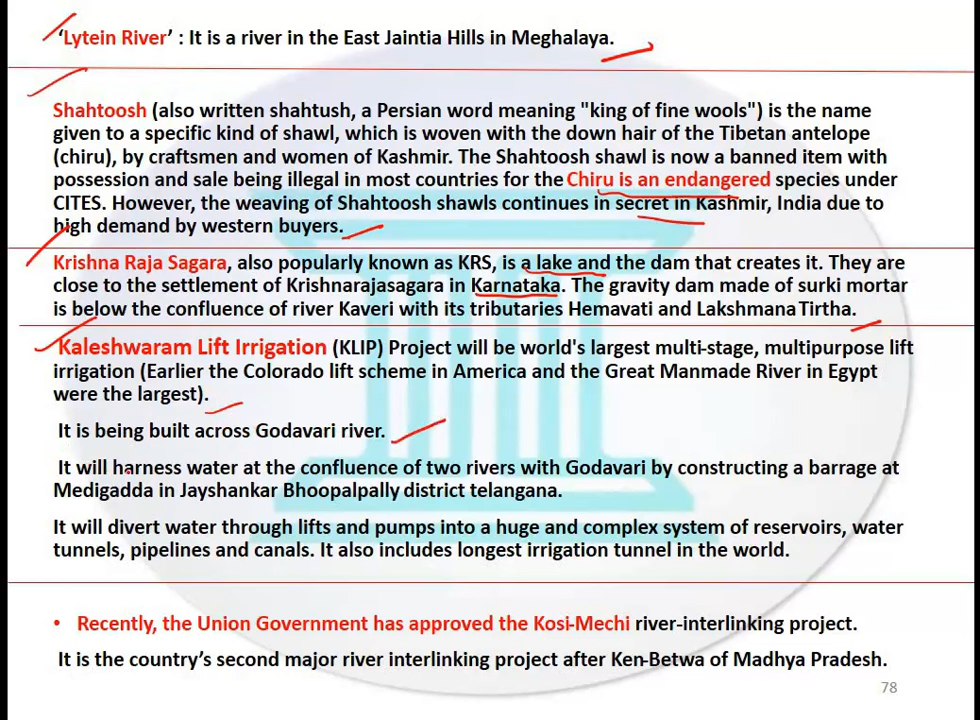 ‘Lytein River’ : It is a river in the East Jaintia Hills in Meghalaya.
Shahtoosh (also written shahtush, a Persian word meaning "king of fine wools") is the name
given to a specific kind of shawl, which is woven with the down hair of the Tibetan antelope
(chiru), by craftsmen and women of Kashmir. The Shahtoosh shawl is now a banned item with
possession and sale being illegal in most countries for the Chiru is an endangered species under
CITES. However, the weaving of Shahtoosh shawls continues in secret in Kashmir, India due to
high demand by western buyers.
Krishna Raja Sagara, also popularly known as KRS, is a lake and the dam that creates it. They are
close to the settlement of Krishnarajasagara in Karnataka. The gravity dam made of surki mortar
is below the confluence of river Kaveri with its tributaries Hemavati and Lakshmana Tirtha.
Kaleshwaram Lift Irrigation (KLIP) Project will be world's largest multi-stage, multipurpose lift
irrigation (Earlier the Colorado lift scheme in America and the Great Manmade River in Egypt
were the largest).
It is being built across Godavari river.
It will harness water at the confluence of two rivers with Godavari by constructing a barrage at
Medigadda in Jayshankar Bhoopalpally district telangana.
It will divert water through lifts and pumps into a huge and complex system of reservoirs, water
tunnels, pipelines and canals. It also includes longest irrigation tunnel in the world.
• Recently, the Union Government has approved the Kosi-Mechi river-interlinking project.
It is the country’s second major river interlinking project after Ken-Betwa of Madhya Pradesh.
78